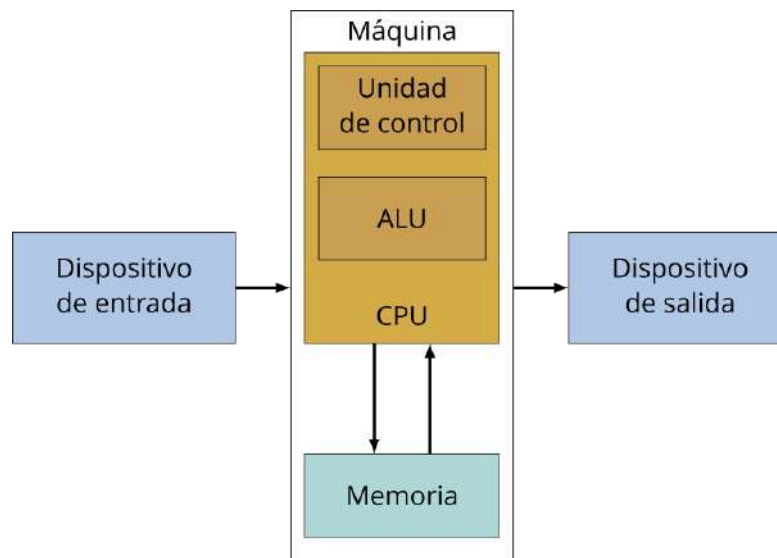 Máquina
Unidad
de control
ALU
Dispositivo
de entrada
Dispositivo
de salida
CPU
Memoria